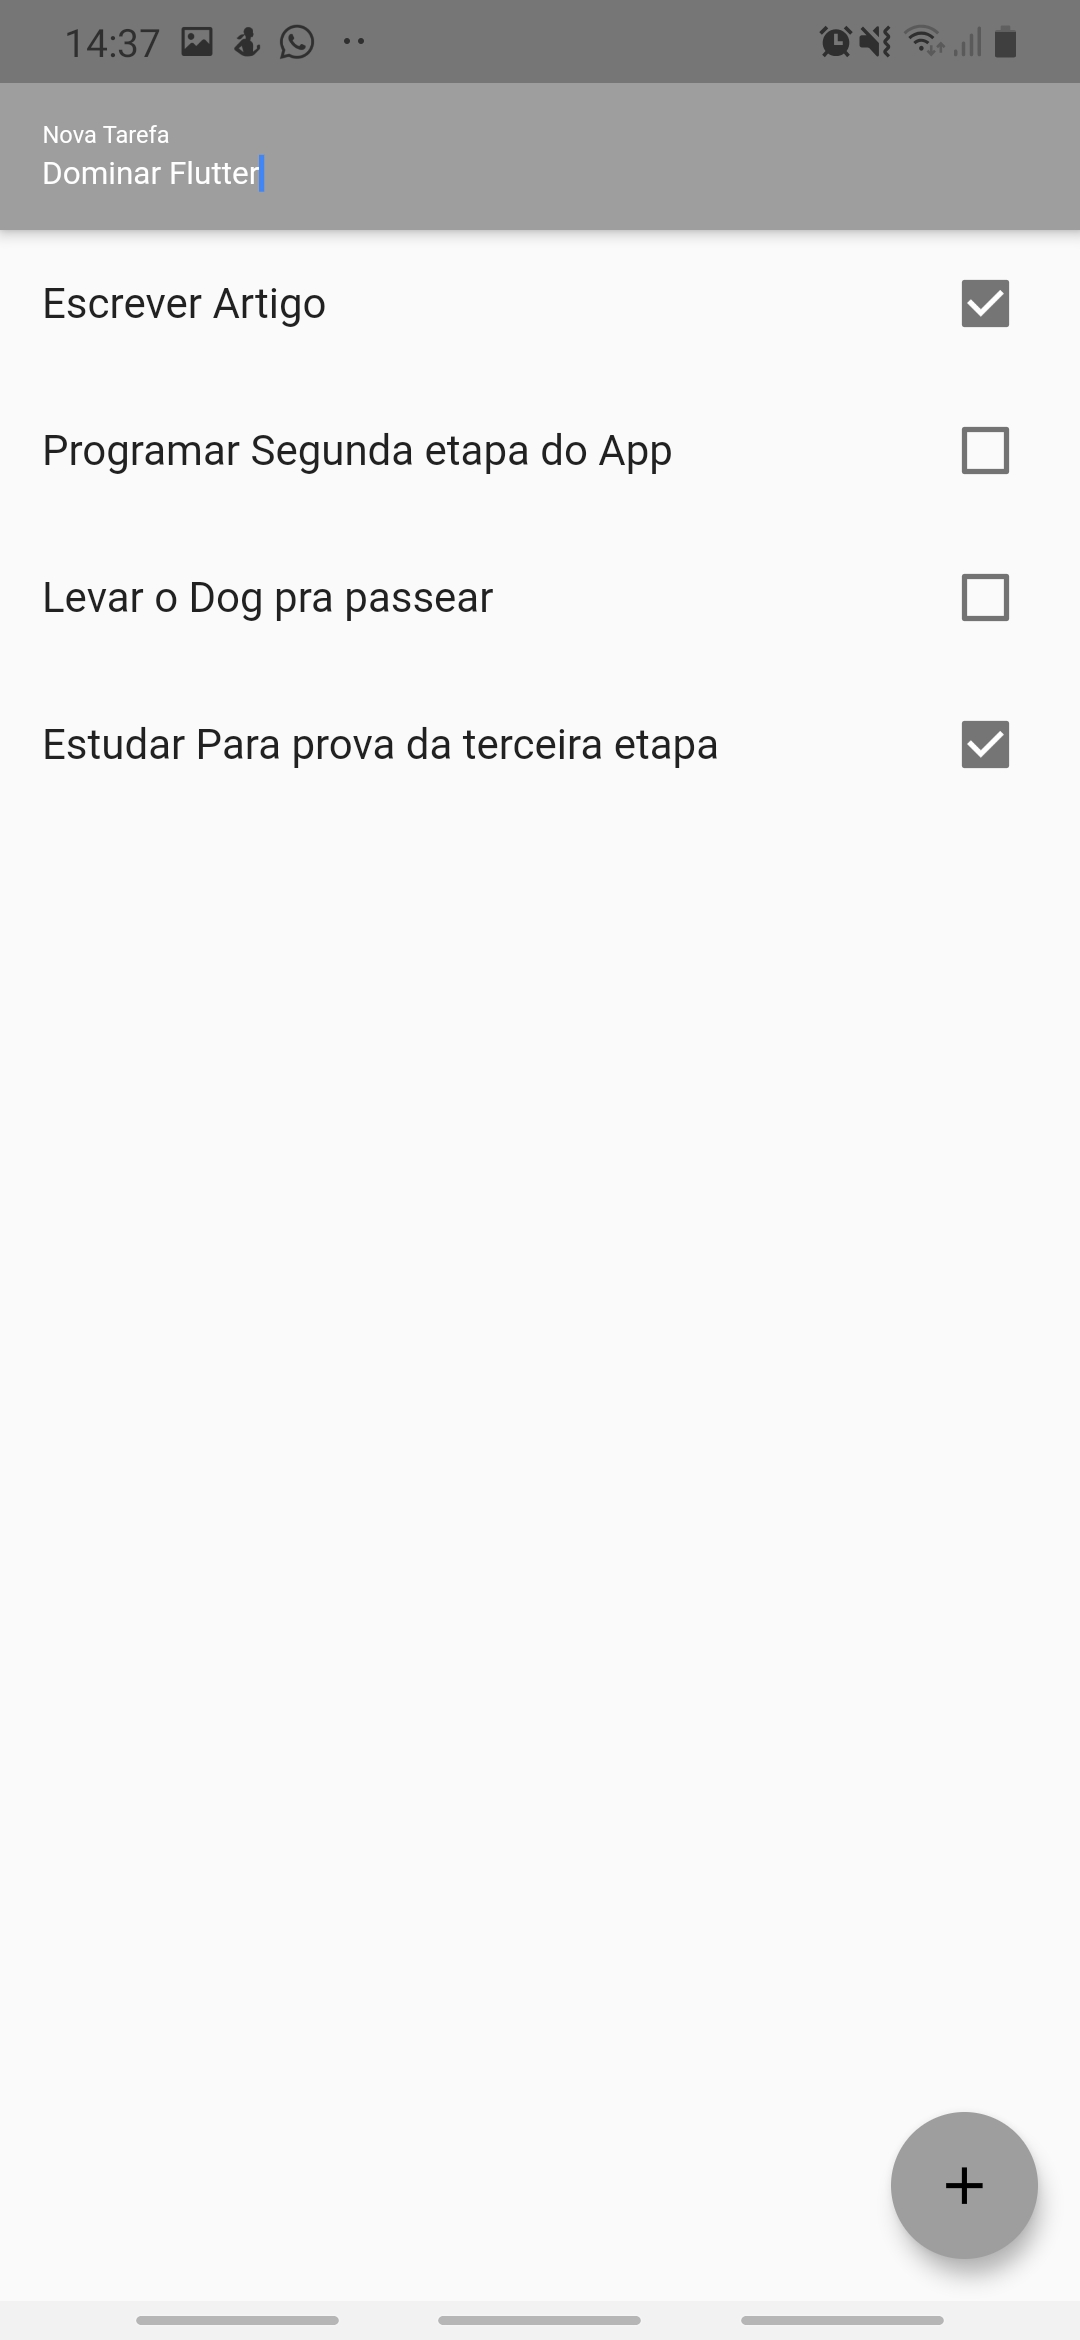 14:37
Nova Tarefa
Dominar Flutter
Escrever Artigo
Programar Segunda etapa do App
Levar o Dog pra passear
Estudar Para prova da terceira etapa